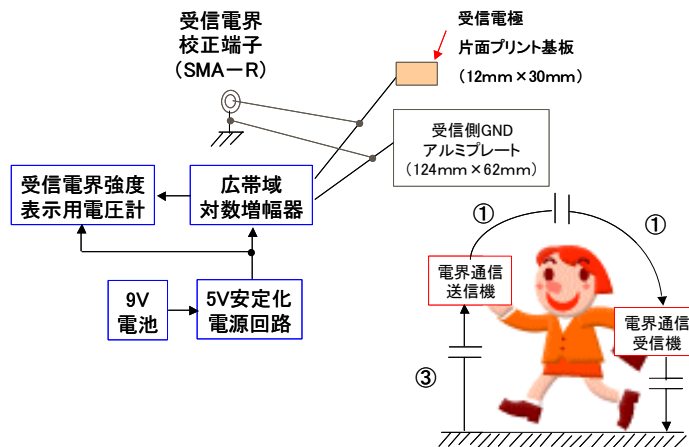 受信電界
校正端子
(SMA－R)
受信電極
片面プリント基板
(12mm×30mm)
受信側GND
アルミプレート
(124mm×62mm)
受信電界強度
表示用電圧計
広帯域
対数増幅器
9V
電池
5V安定化
電源回路
①
①
電界通信
送信機
電界通信
受信機
③